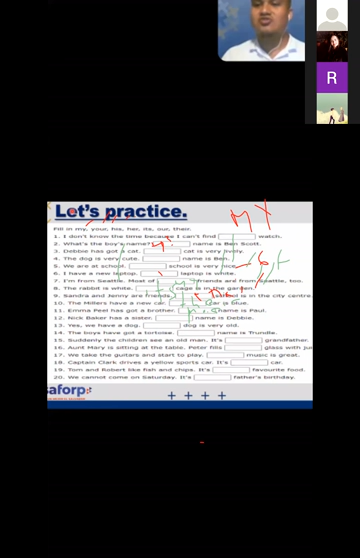 R
Let's practice.
Fill in my, your, his, her, its, our, their.
1. I don't know the time because I can't find watch.
2. What's the boy's name? name is Ben Scott.
3. Debbie has got a cat. cat is very lovely.
4. The dog is very cute. name is Ben.
5. We are at school. school is very nice.
6. I have a new laptop. laptop is white.
7. I'm from Seattle. Most of friends are from Seattle, too.
8. The rabbit is white. cage is in the garden.
9. Sandra and Jenny are friends. school is in the city centre.
10. The Millers have a new car. car is blue.
11. Emma Peel has got a brother. name is Paul.
12. Nick Baker has a sister. name is Debbie.
13. Yes, we have a dog. dog is very old.
14. The boys have got a tortoise. name is Trundle.
15. Suddenly the children see an old man. It's grandfather.
16. Aunt Mary is sitting at the table. Peter fills glass with
17. We take the guitars and start to play. music is great.
18. Captain Clark drives a yellow sports car. It's car.
19. Tom and Robert like fish and chips. It's favourite food.
20. We cannot come on Saturday. It's father's birthday.
MY